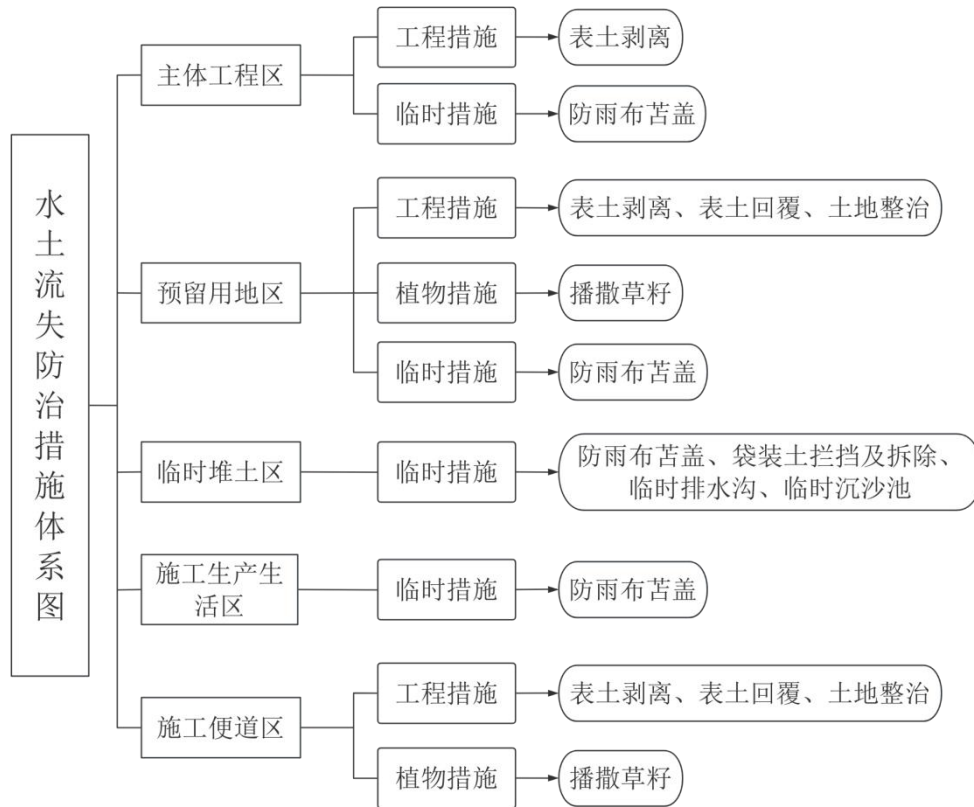 水土流失防治措施体系图
主体工程区
工程措施
表土剥离
临时措施
防雨布苫盖
预留用地区
工程措施
表土剥离、表土回覆、土地整治
植物措施
播撒草籽
临时措施
防雨布苫盖
临时堆土区
临时措施
防雨布苫盖、袋装土拦挡及拆除、
临时排水沟、临时沉沙池
施工生产生
活区
临时措施
防雨布苫盖
施工便道区
工程措施
表土剥离、表土回覆、土地整治
植物措施
播撒草籽